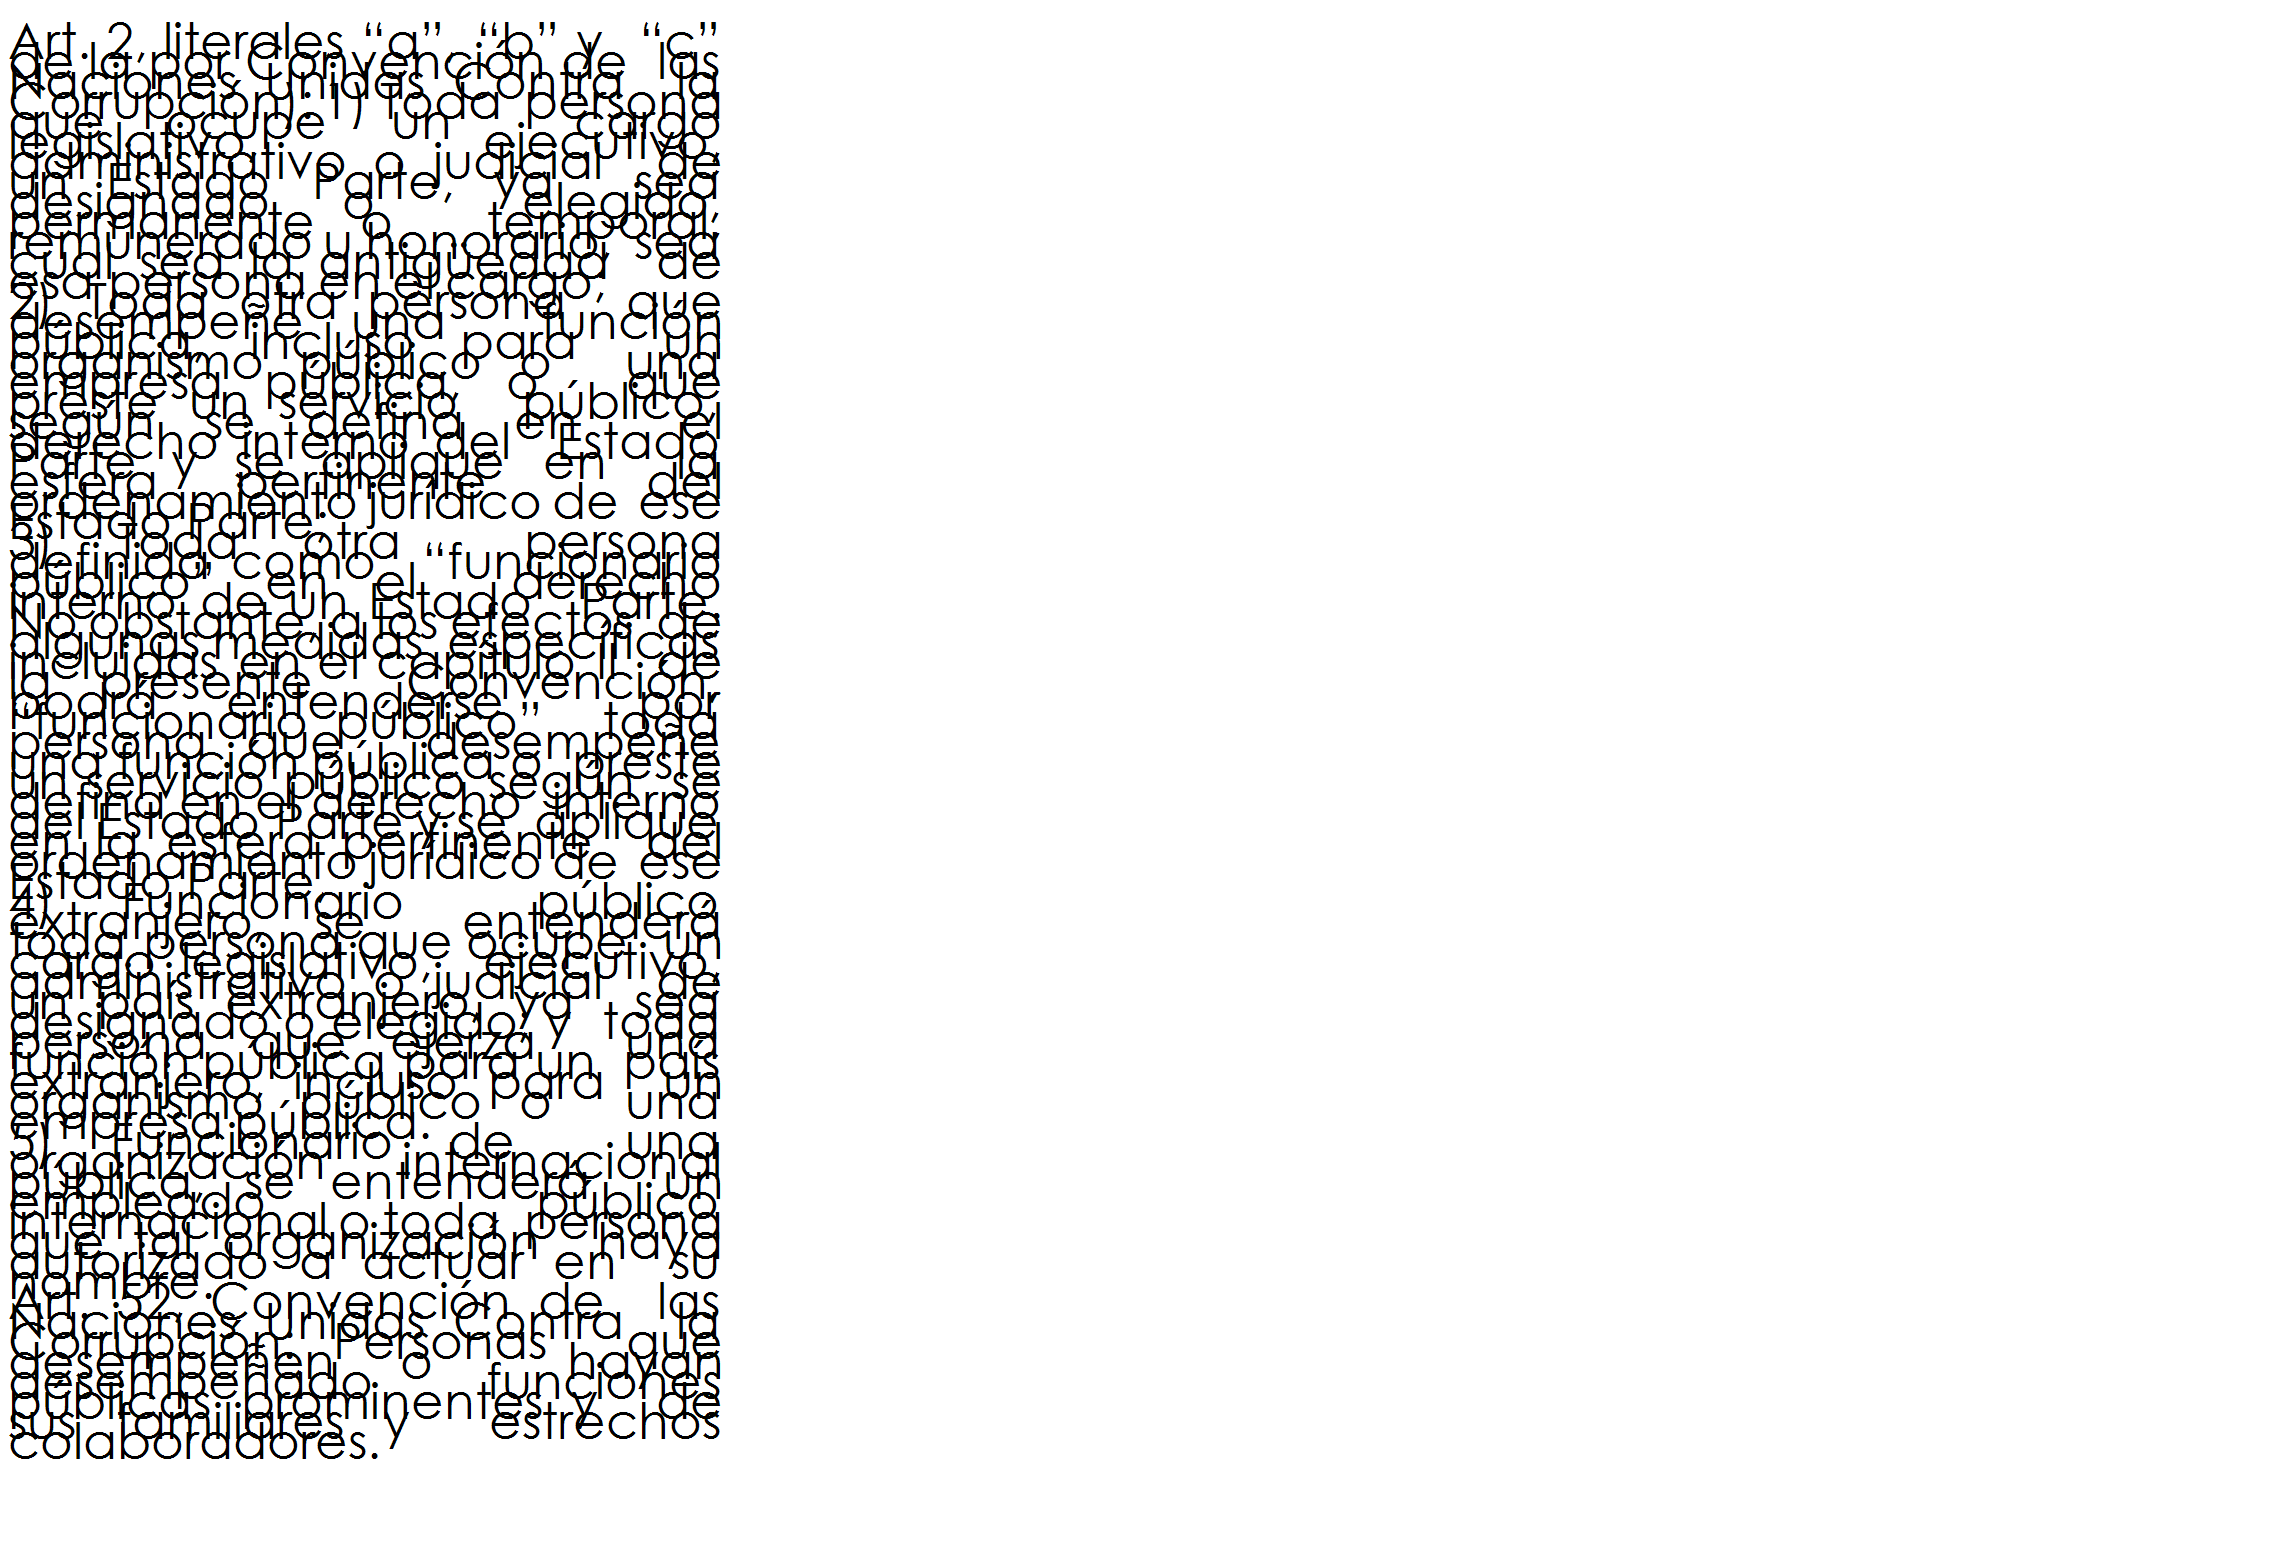 Art. 2, literales “a”, “b” y “c”
de la por Convención de las
Naciones Unidas Contra la
Corrupción): 1) Toda persona
que ocupe un cargo
legislativo, ejecutivo,
administrativo o judicial de
un Estado Parte, ya sea
designado o elegido,
permanente o temporal,
remunerado u honorario, sea
cual sea la antigüedad de
esa persona en el cargo;
2) Toda otra persona que
desempeñe una función
pública, incluso para un
organismo público o una
empresa pública, o que
preste un servicio público,
según se defina en el
derecho interno del Estado
Parte y se aplique en la
esfera pertinente del
ordenamiento jurídico de ese
Estado Parte;
3) Toda otra persona
definida como “funcionario
público” en el derecho
interno de un Estado Parte.
No obstante, a los efectos de
algunas medidas específicas
incluidas en el capítulo II de
la presente Convención,
podrá entenderse por
“funcionario público” toda
persona que desempeñe
una función pública o preste
un servicio público según se
defina en el derecho interno
del Estado Parte y se aplique
en la esfera pertinente del
ordenamiento jurídico de ese
Estado Parte.
4) Funcionario público
extranjero, se entenderá
toda persona que ocupe un
cargo legislativo, ejecutivo,
administrativo o judicial de
un país extranjero, ya sea
designado o elegido; y toda
persona que ejerza una
función pública para un país
extranjero, incluso para un
organismo público o una
empresa pública.
5) Funcionario de una
organización internacional
pública, se entenderá un
empleado público
internacional o toda persona
que tal organización haya
autorizado a actuar en su
nombre.
Art. 52, Convención de las
Naciones Unidas Contra la
Corrupción: Personas que
desempeñen o hayan
desempeñado funciones
públicas prominentes y de
sus familiares y estrechos
colaboradores.